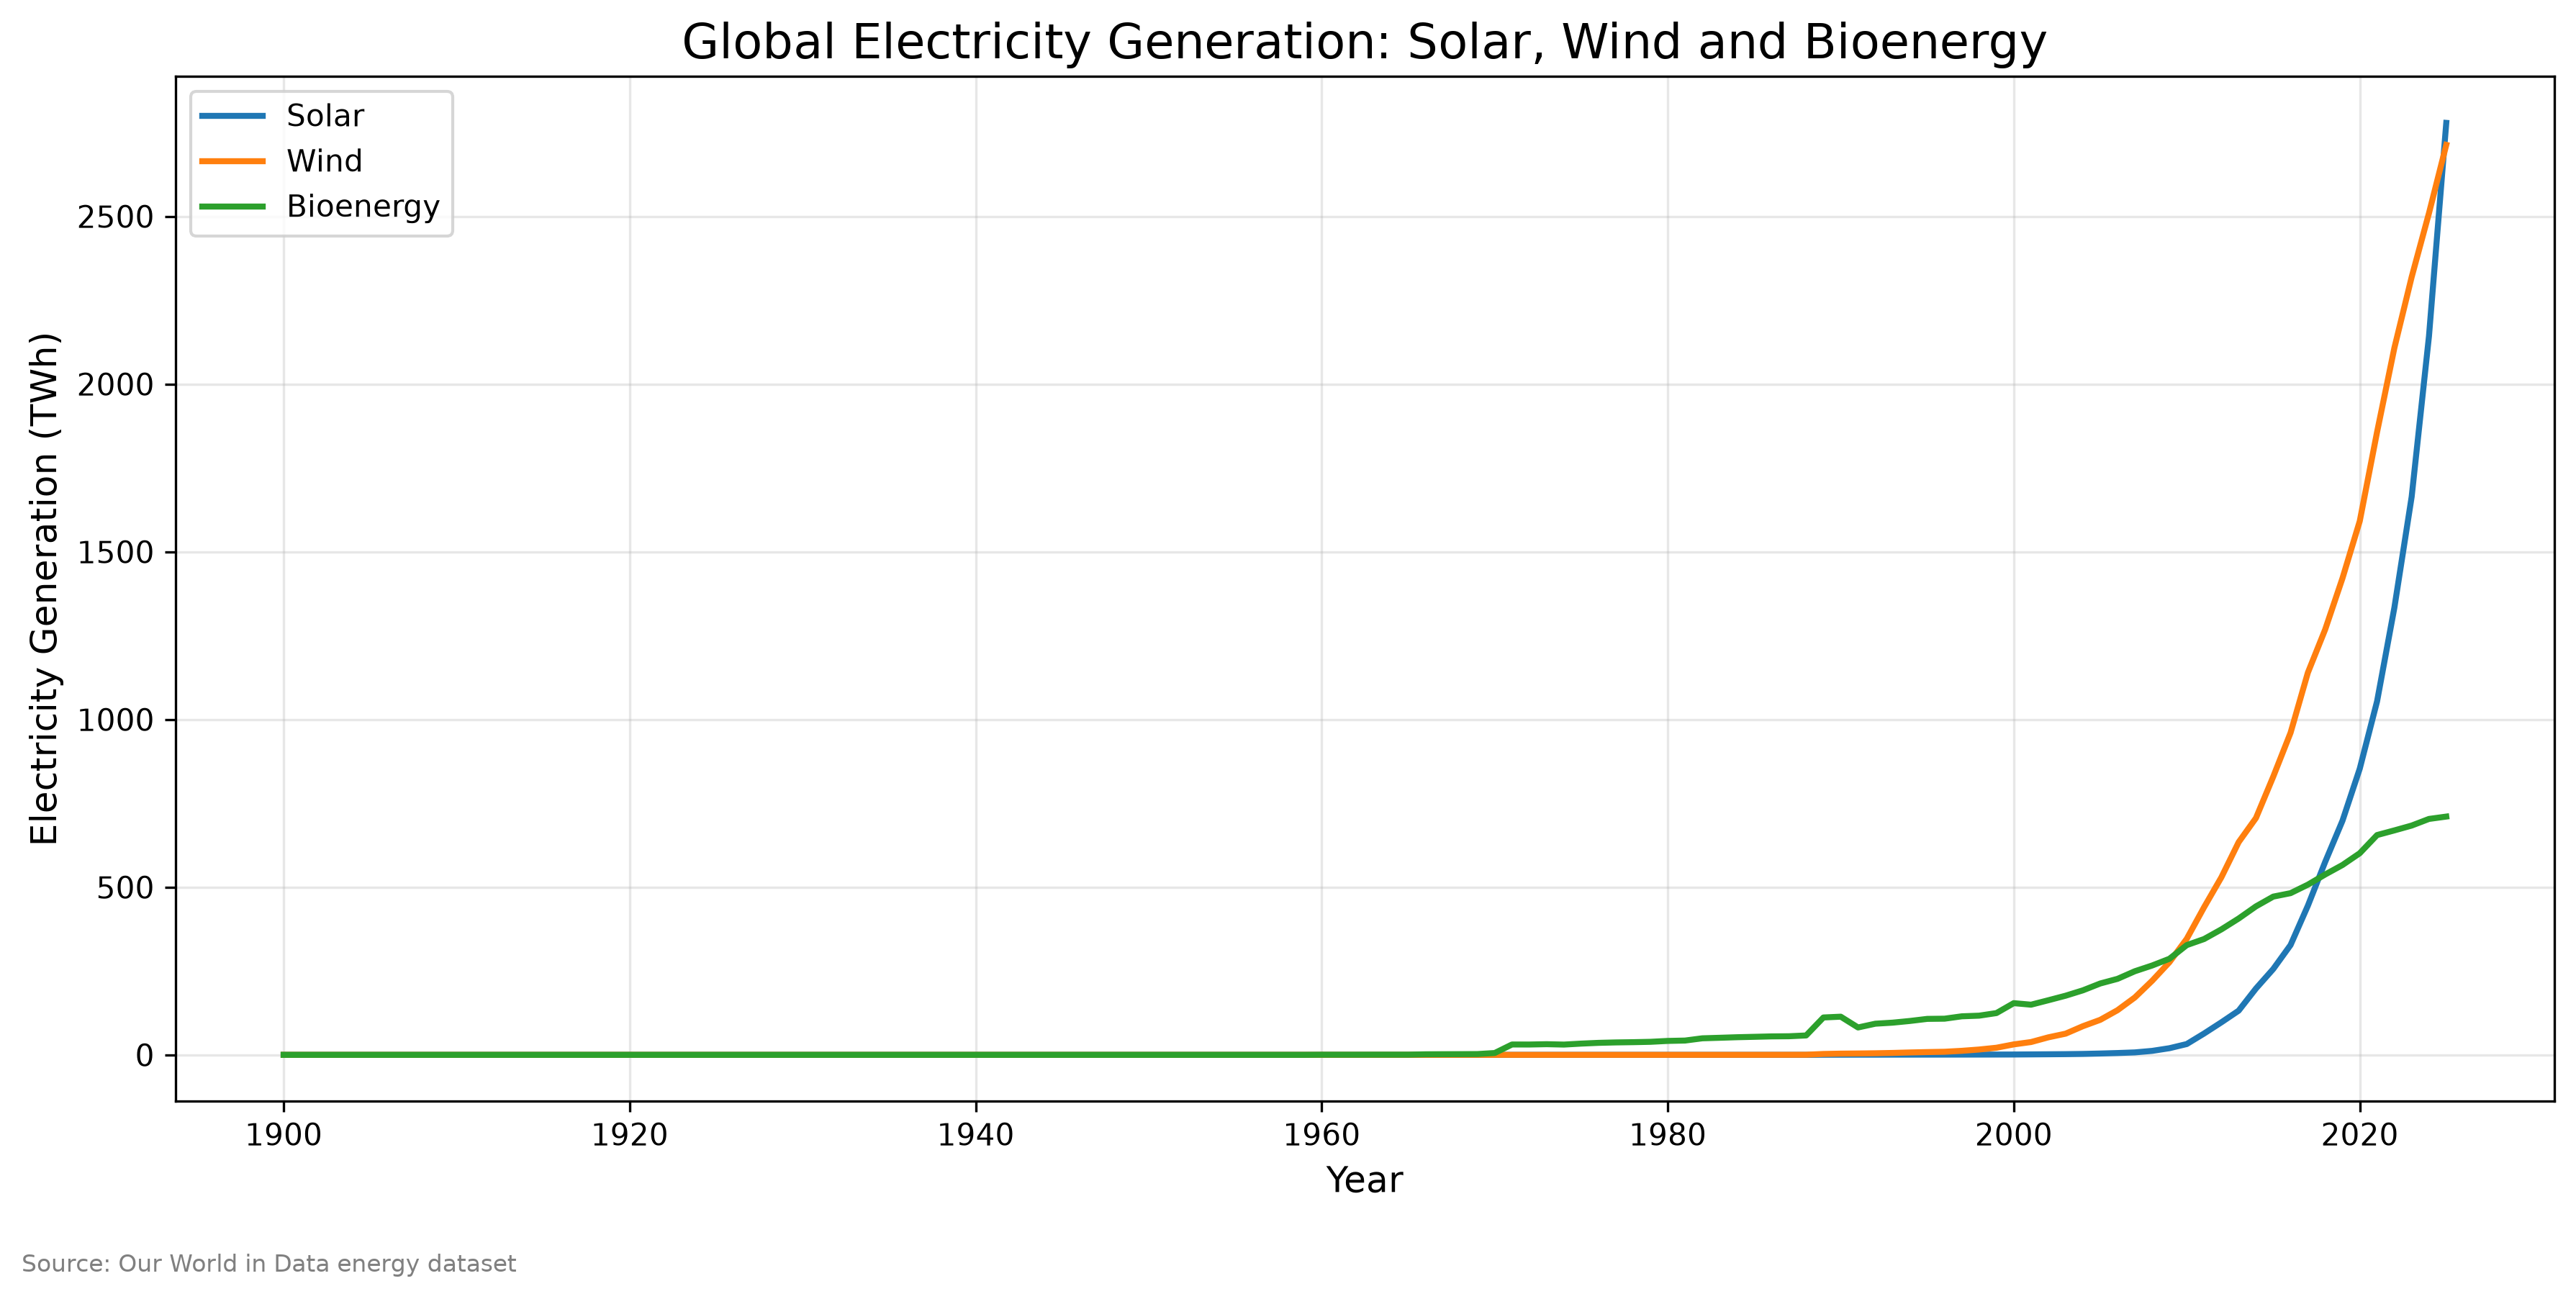 Global Electricity Generation: Solar, Wind and Bioenergy
Solar
Wind
Bioenergy
Electricity Generation (TWh)
2500
2000
1500
1000
500
0
1900 1920 1940 1960 1980 2000 2020
Year
Source: Our World in Data energy dataset